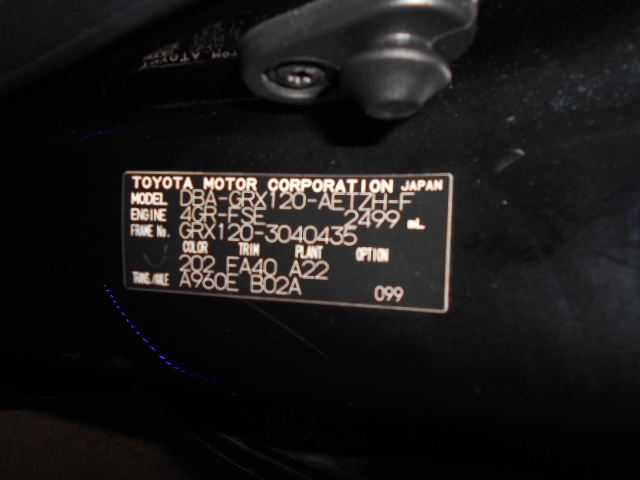 TOYOTA MOTOR CORPORATION JAPAN
MODEL DBA-GRX120-AETZH-F
ENGINE 4GR-FSE 2499 mL
FRAME No. GRX120-3040435
COLOR TRIM PLANT OPTION
202 FA40 A22
TRANS./AXLE A960E B02A 099